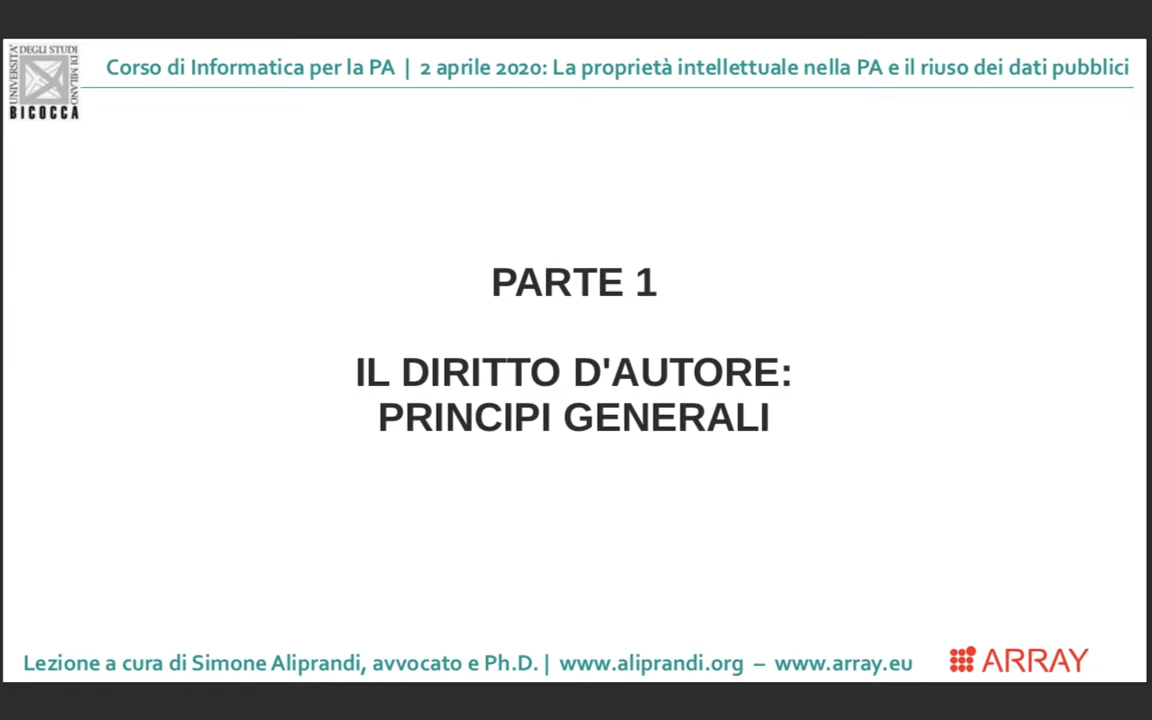 UNIVERSITA' DEGLI STUDI DI MILANO
BICOCCA
Corso di Informatica per la PA | 2 aprile 2020: La proprietà intellettuale nella PA e il riuso dei dati pubblici
PARTE 1
IL DIRITTO D'AUTORE:
PRINCIPI GENERALI
Lezione a cura di Simone Aliprandi, avvocato e Ph.D. | www.aliprandi.org – www.array.eu
ARRAY